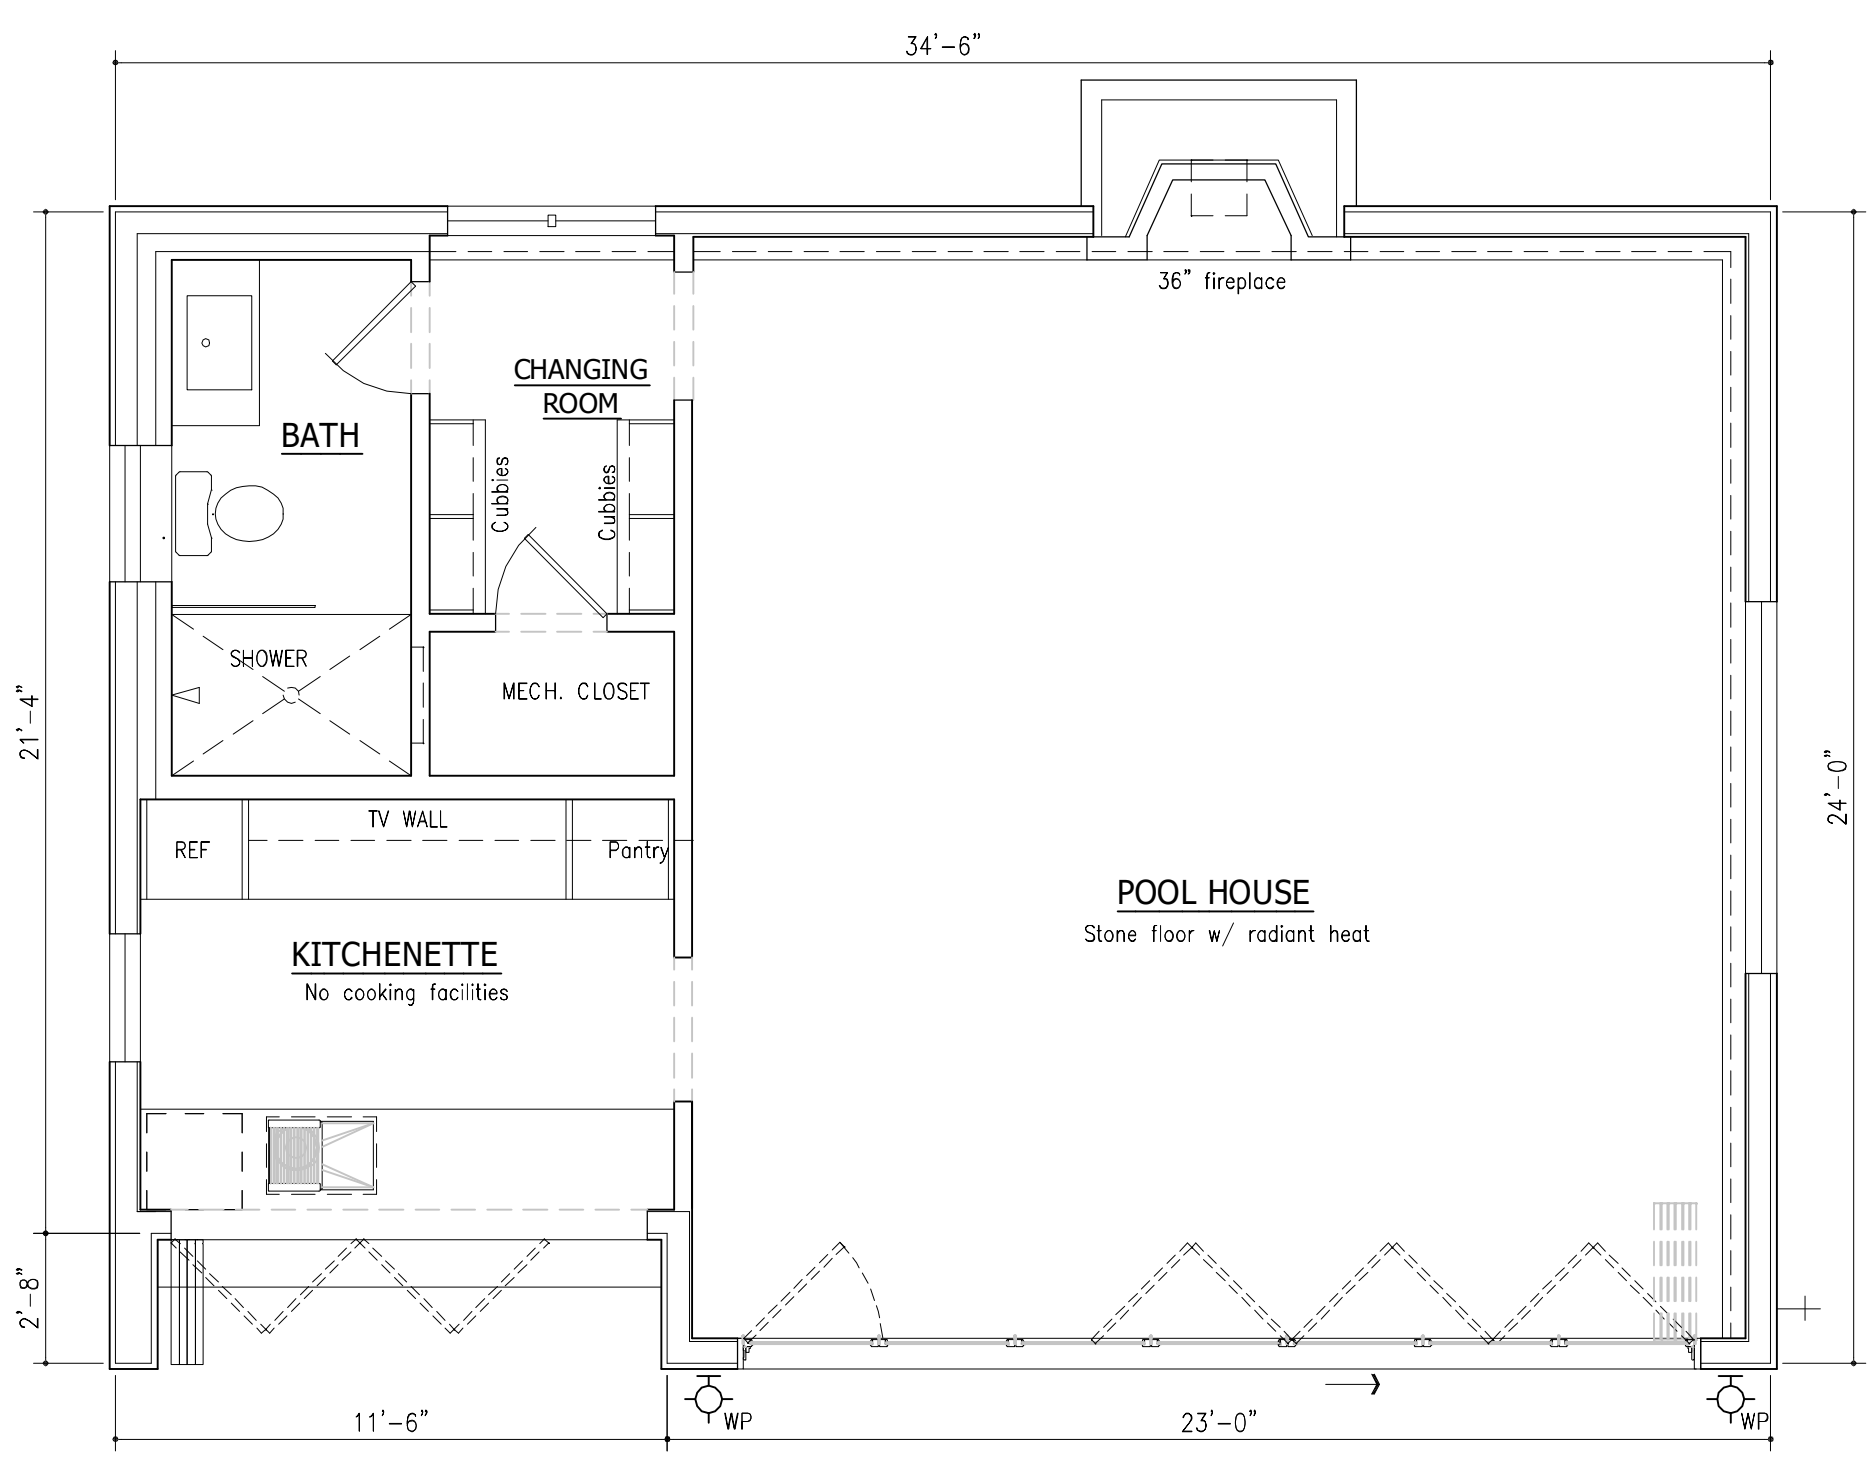 34'-6"
36" fireplace
CHANGING
ROOM
BATH
Cubbies
Cubbies
SHOWER
MECH. CLOSET
21'-4"
24'-0"
TV WALL
REF
Pantry
POOL HOUSE
Stone floor w/ radiant heat
KITCHENETTE
No cooking facilities
2'-8"
WP
WP
11'-6"
23'-0"